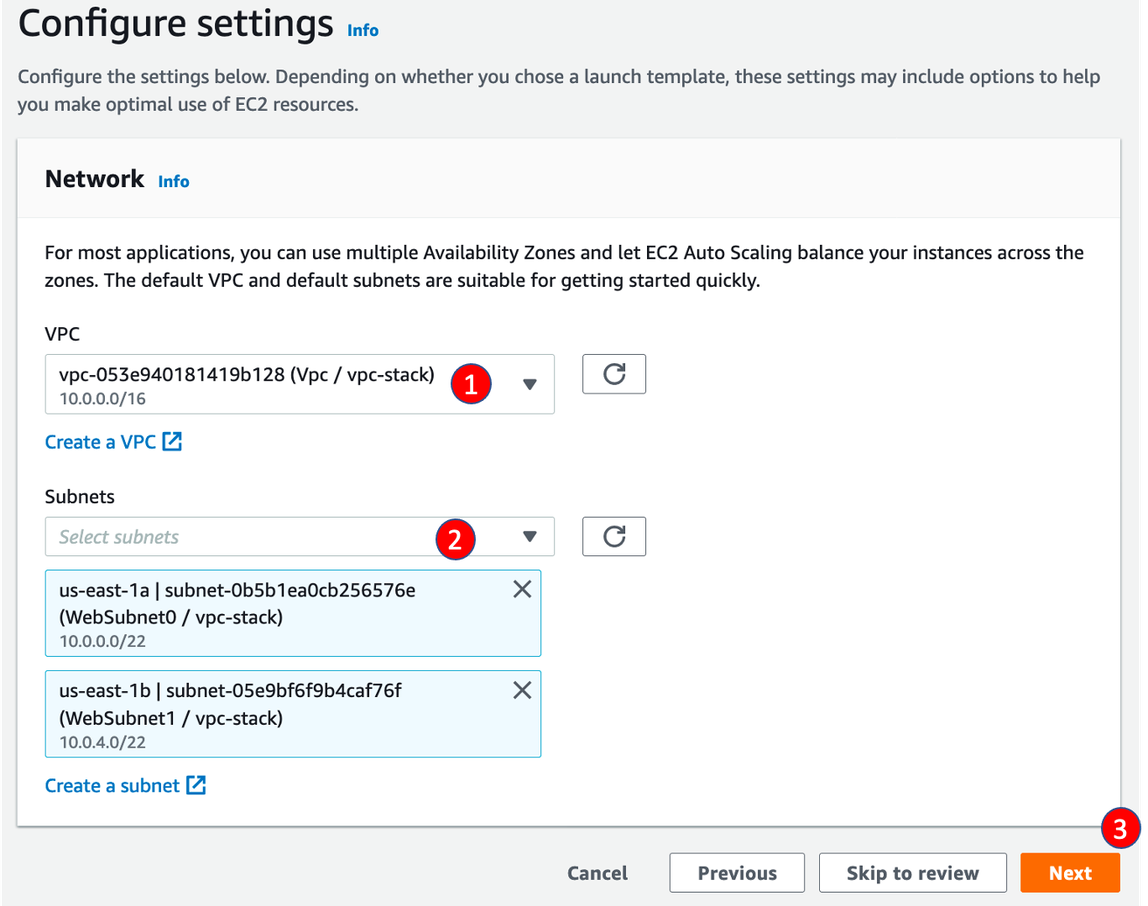 Configure settings Info
Configure the settings below. Depending on whether you chose a launch template, these settings may include options to help
you make optimal use of EC2 resources.
Network Info
For most applications, you can use multiple Availability Zones and let EC2 Auto Scaling balance your instances across the
zones. The default VPC and default subnets are suitable for getting started quickly.
VPC
vpc-053e940181419b128 (Vpc / vpc-stack)
10.0.0.0/16
1
Create a VPC
Subnets
Select subnets
2
us-east-1a | subnet-0b5b1ea0cb256576e
(WebSubnet0 / vpc-stack)
10.0.0.0/22
us-east-1b | subnet-05e9bf6f9b4caf76f
(WebSubnet1 / vpc-stack)
10.0.4.0/22
Create a subnet
3
Cancel Previous Skip to review Next